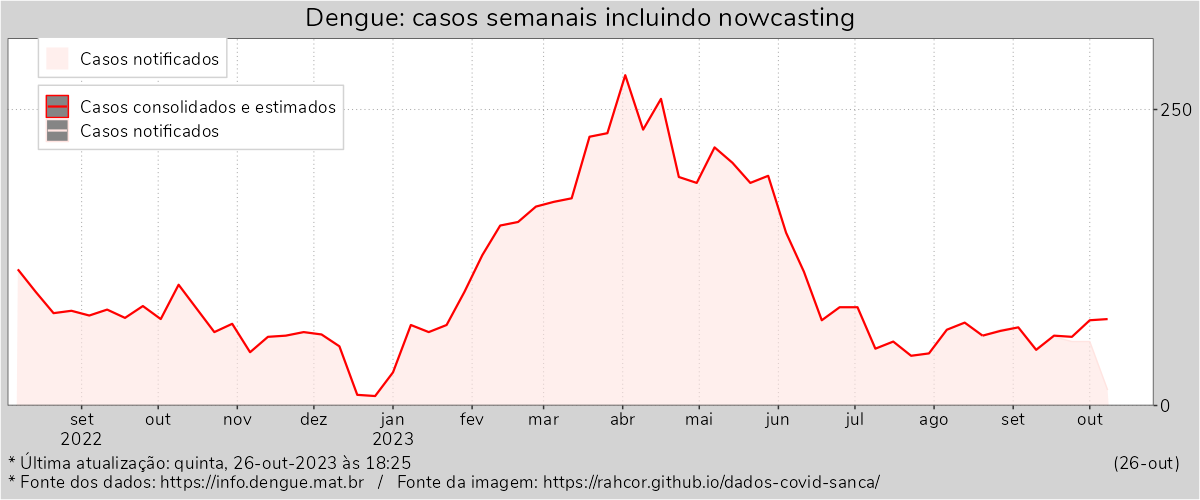 Dengue: casos semanais incluindo nowcasting
Casos notificados
Casos consolidados e estimados
Casos notificados
250
0
set out nov dez jan fev mar abr mai jun jul ago set out
2022 2023
* Última atualização: quinta, 26-out-2023 às 18:25 (26-out)
* Fonte dos dados: https://info.dengue.mat.br / Fonte da imagem: https://rahcor.github.io/dados-covid-sanca/